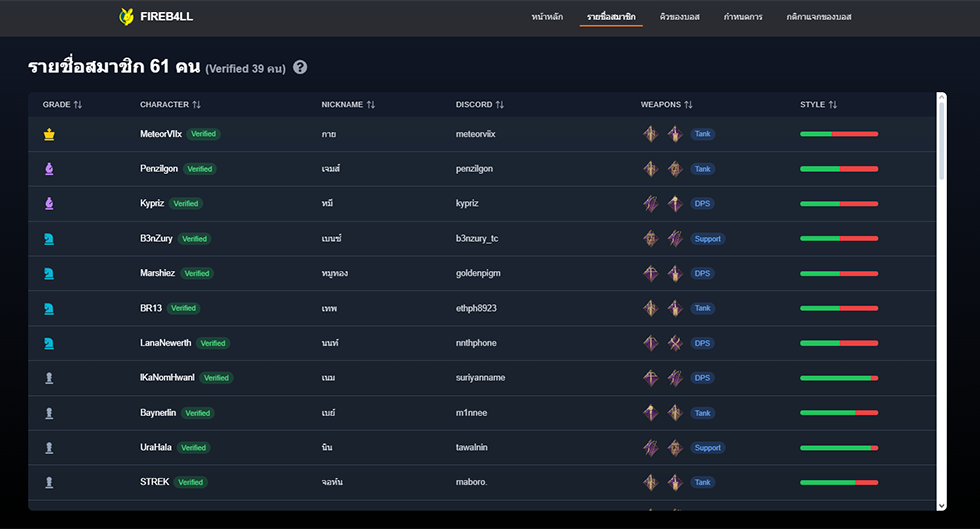 FIREB4LL หน้าหลัก รายชื่อสมาชิก คิวของบอส กำหนดการ กติกาแจกของบอส
รายชื่อสมาชิก 61 คน (Verified 39 คน) ?
GRADE CHARACTER NICKNAME DISCORD WEAPONS STYLE
MeteorVIIx Verified กาย meteorviix Tank
Penzilgon Verified เจมส์ penzilgon Tank
Kypriz Verified หมี kypriz DPS
B3nZury Verified เบนซ์ b3nzury_tc Support
Marshiez Verified หมูทอง goldenpigm DPS
BR13 Verified เทพ ethph8923 Tank
LanaNewerth Verified นนท์ nnthphone DPS
IKaNomHwanI Verified เนม suriyanname DPS
Baynerlin Verified เบย์ m1nnee Tank
UraHala Verified นิน tawalnin Support
STREK Verified จอห์น maboro. Tank